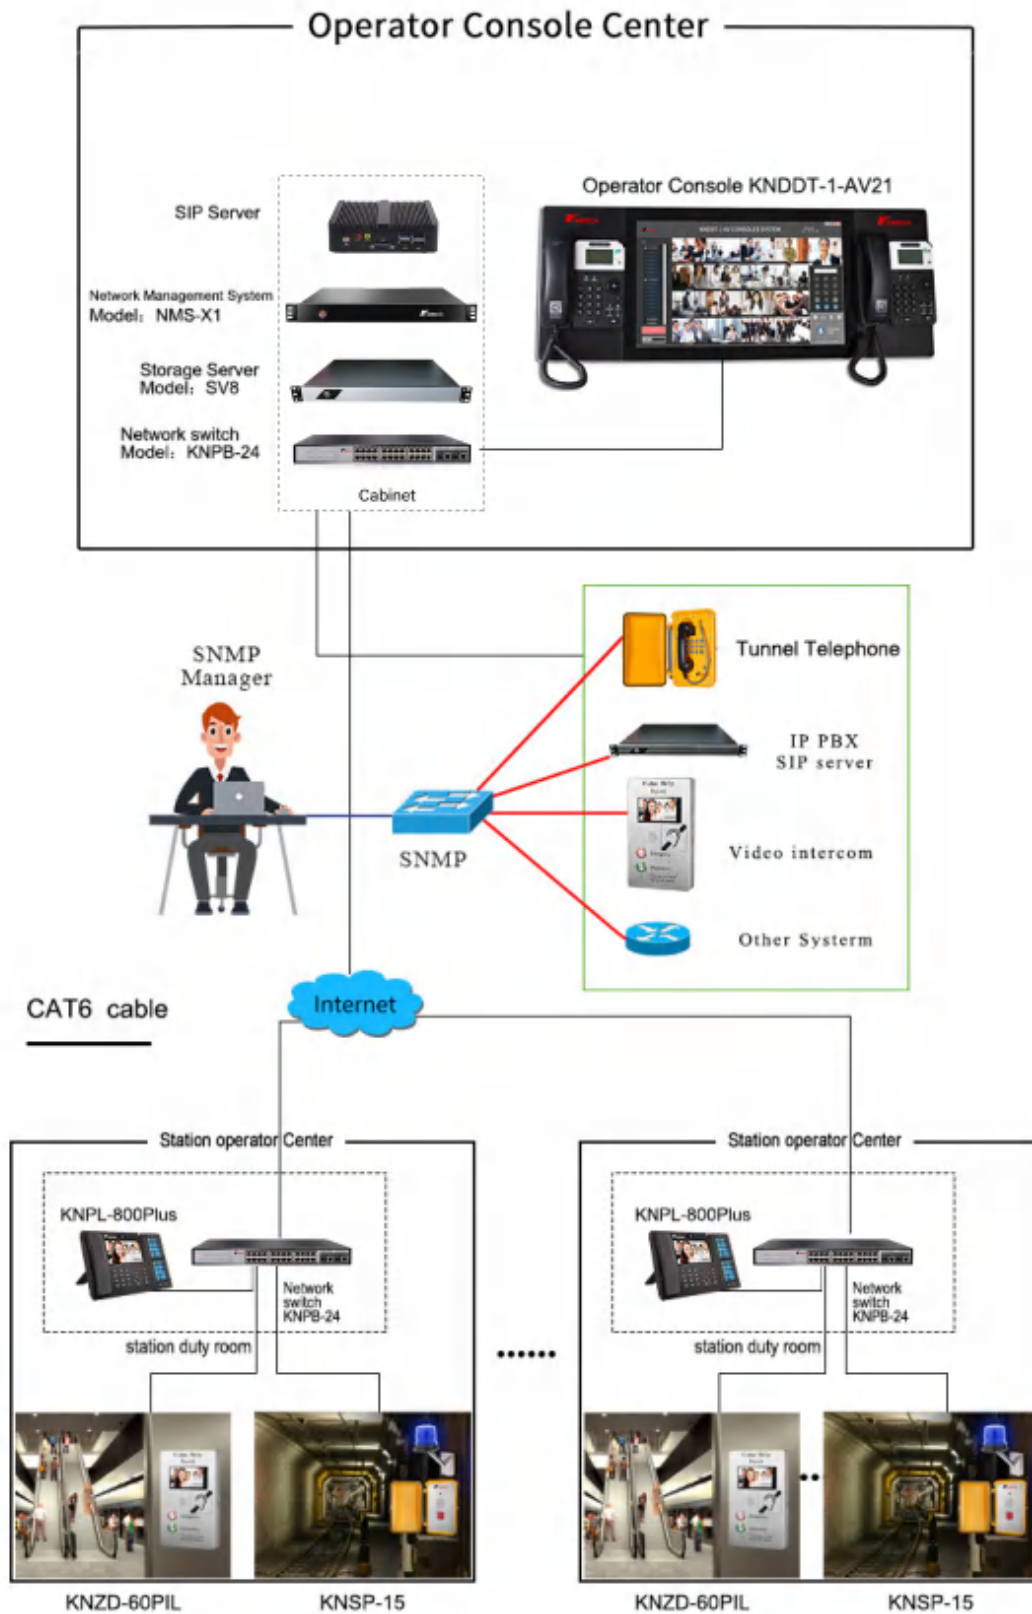 Operator Console Center
Operator Console KNDDT-1-AV21
SIP Server
Network Management System
Model: NMS-X1
Storage Server
Model: SV8
Network switch
Model: KNPB-24
Cabinet
SNMP
Manager
SNMP
Tunnel Telephone
IP PBX
SIP server
Video intercom
Other Systerm
CAT6 cable
Internet
Station operator Center
KNPL-800Plus
Network
switch
KNPB-24
station duty room
KNZD-60PIL
KNSP-15
......
Station operator Center
KNPL-800Plus
Network
switch
KNPB-24
station duty room
KNZD-60PIL
KNSP-15